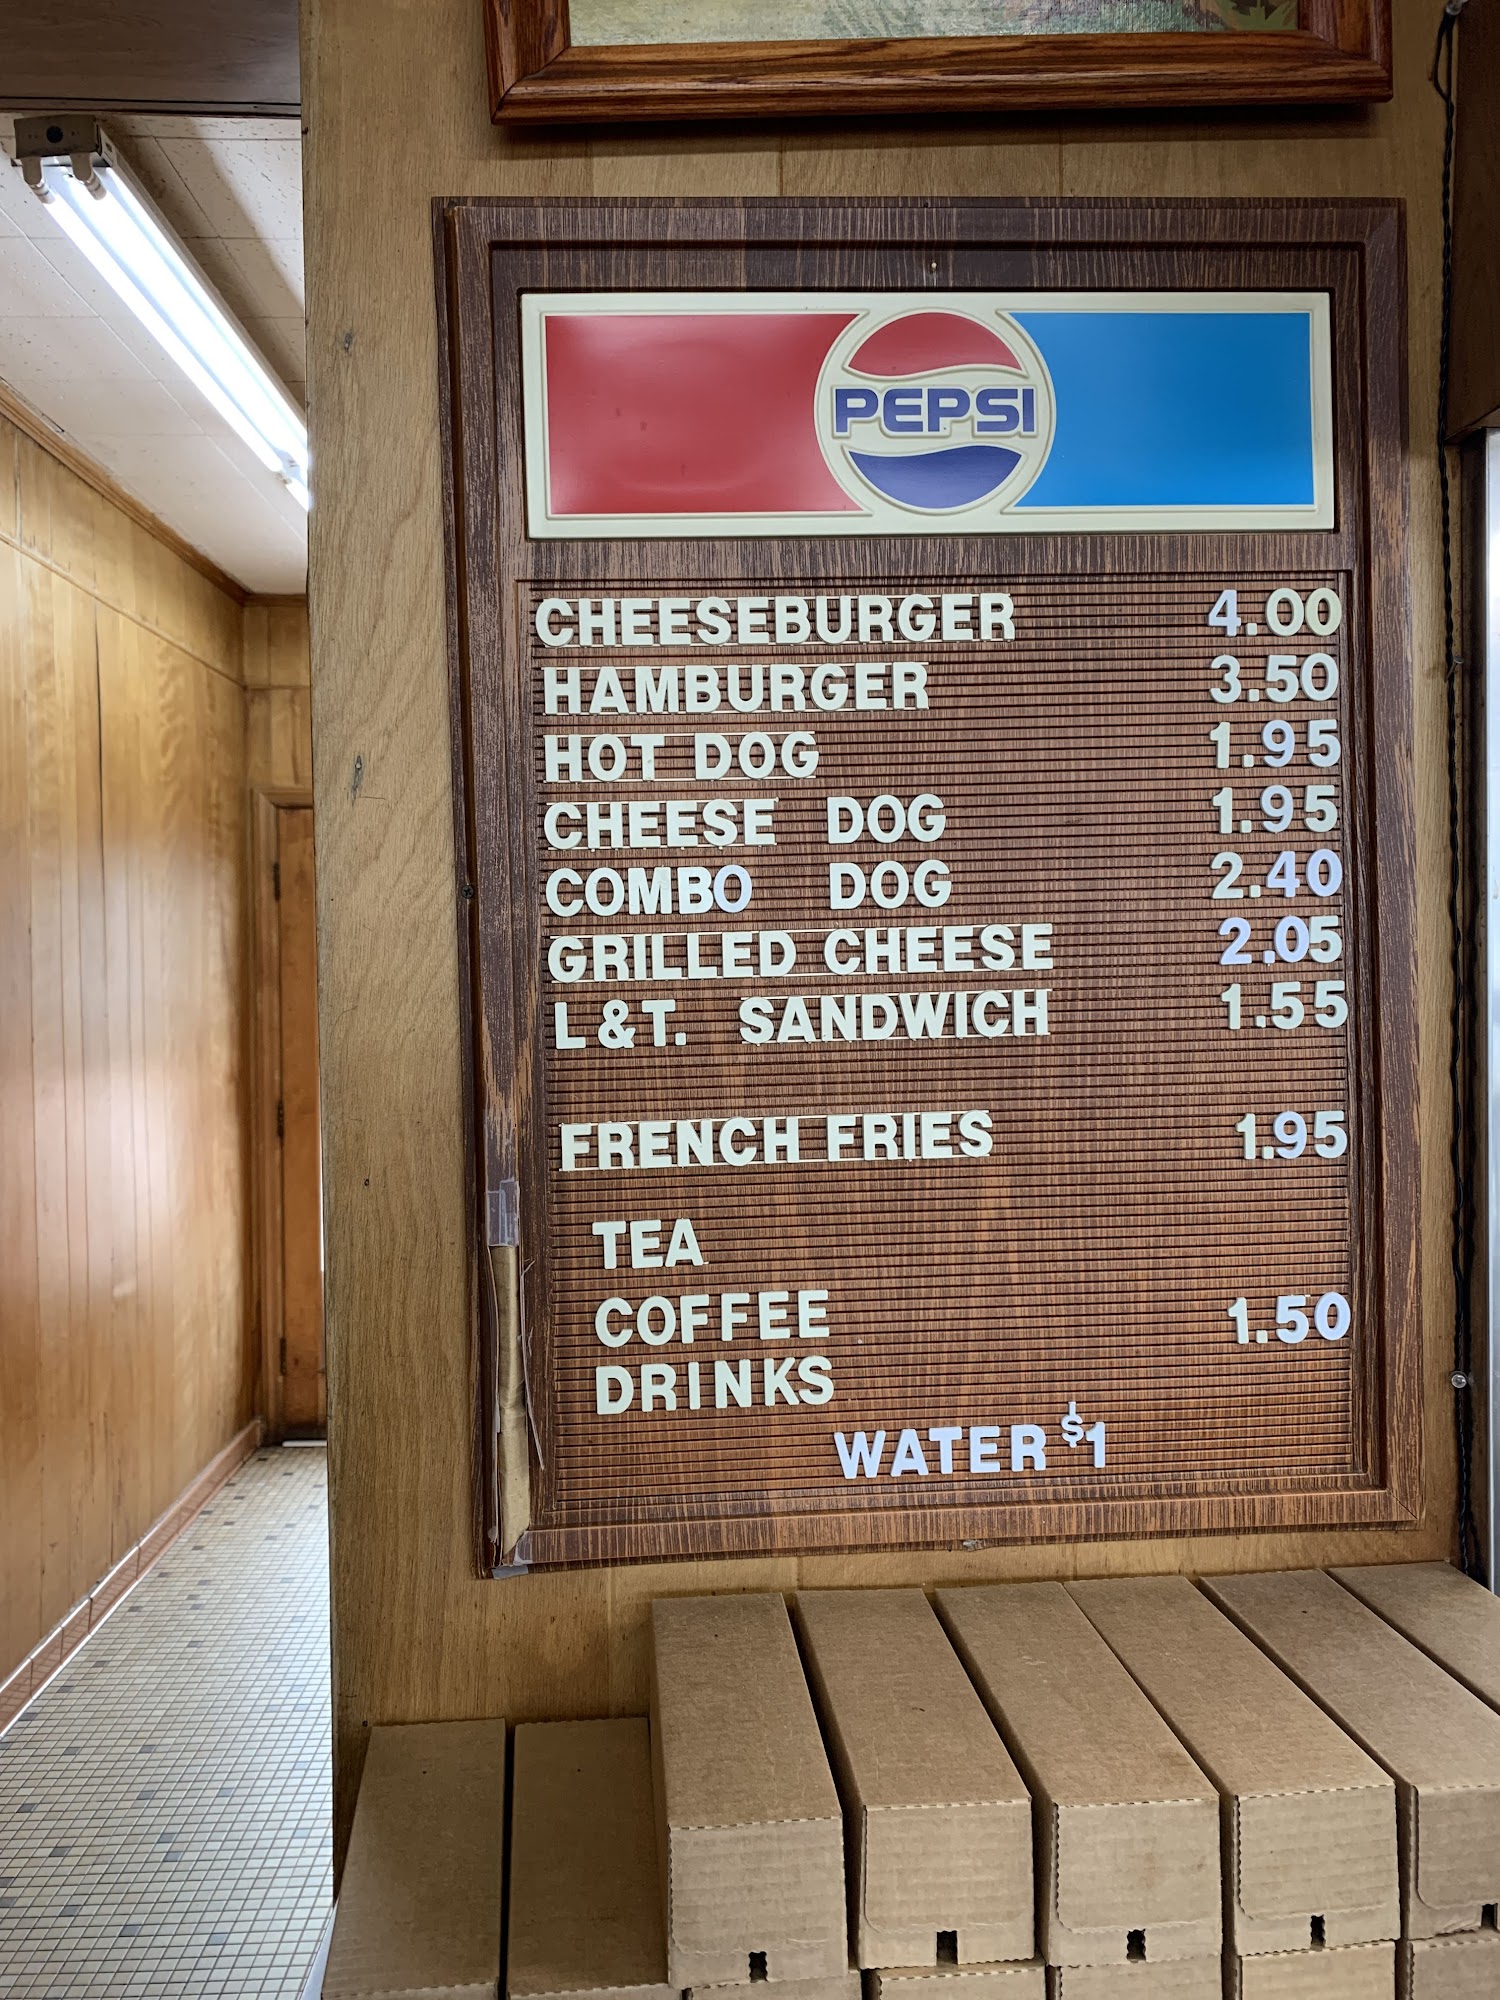 PEPSI
CHEESEBURGER 4.00
HAMBURGER 3.50
HOT DOG 1.95
CHEESE DOG 1.95
COMBO DOG 2.40
GRILLED CHEESE 2.05
L&T. SANDWICH 1.55
FRENCH FRIES 1.95
TEA
COFFEE 1.50
DRINKS
WATER $1